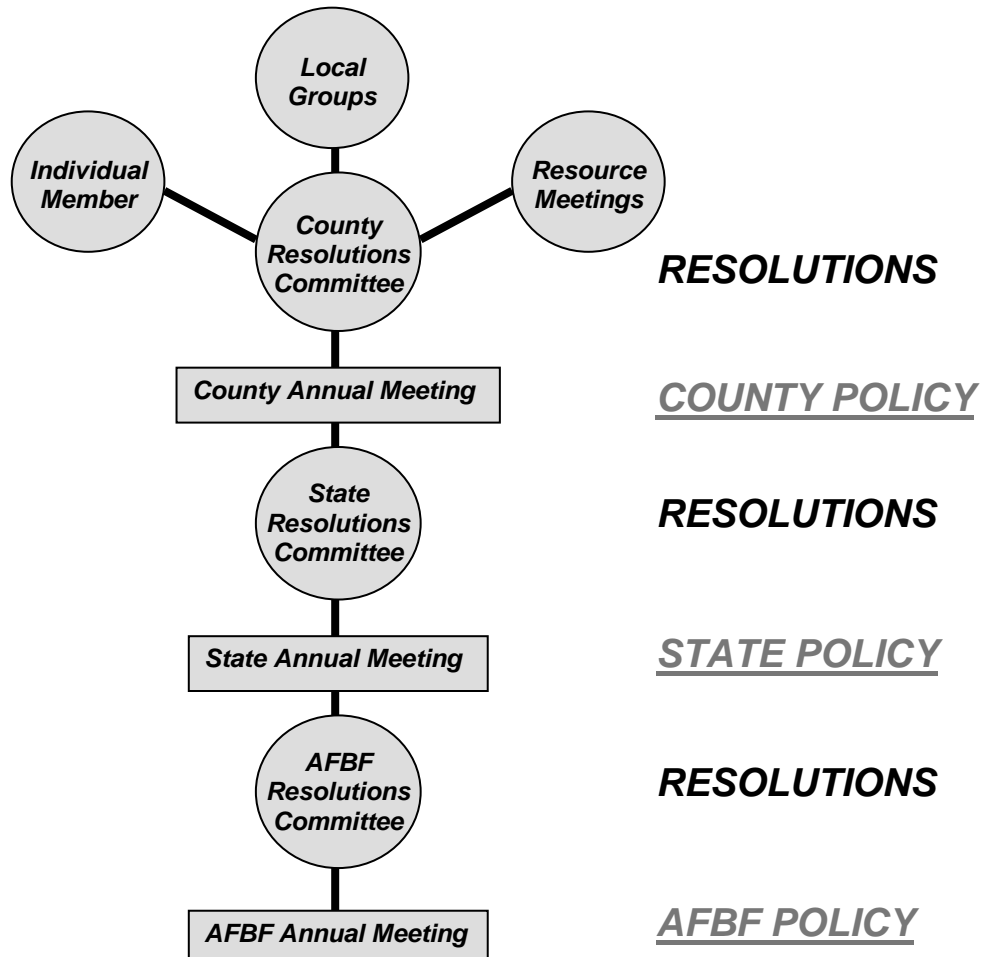 Local
Groups
Individual
Member
Resource
Meetings
County
Resolutions
Committee
RESOLUTIONS
County Annual Meeting
COUNTY POLICY
State
Resolutions
Committee
RESOLUTIONS
State Annual Meeting
STATE POLICY
AFBF
Resolutions
Committee
RESOLUTIONS
AFBF Annual Meeting
AFBF POLICY